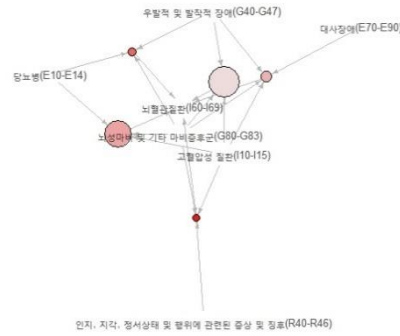 우발적 및 발작적 장애(G40-G47)
대사장애(E70-E90)
당뇨병(E10-E14)
뇌혈관질환(I60-I69)
뇌성마비 및 기타 마비증후군(G80-G83)
고혈압성 질환(I10-I15)
인지, 지각, 정서상태 및 행위에 관련된 증상 및 징후(R40-R46)